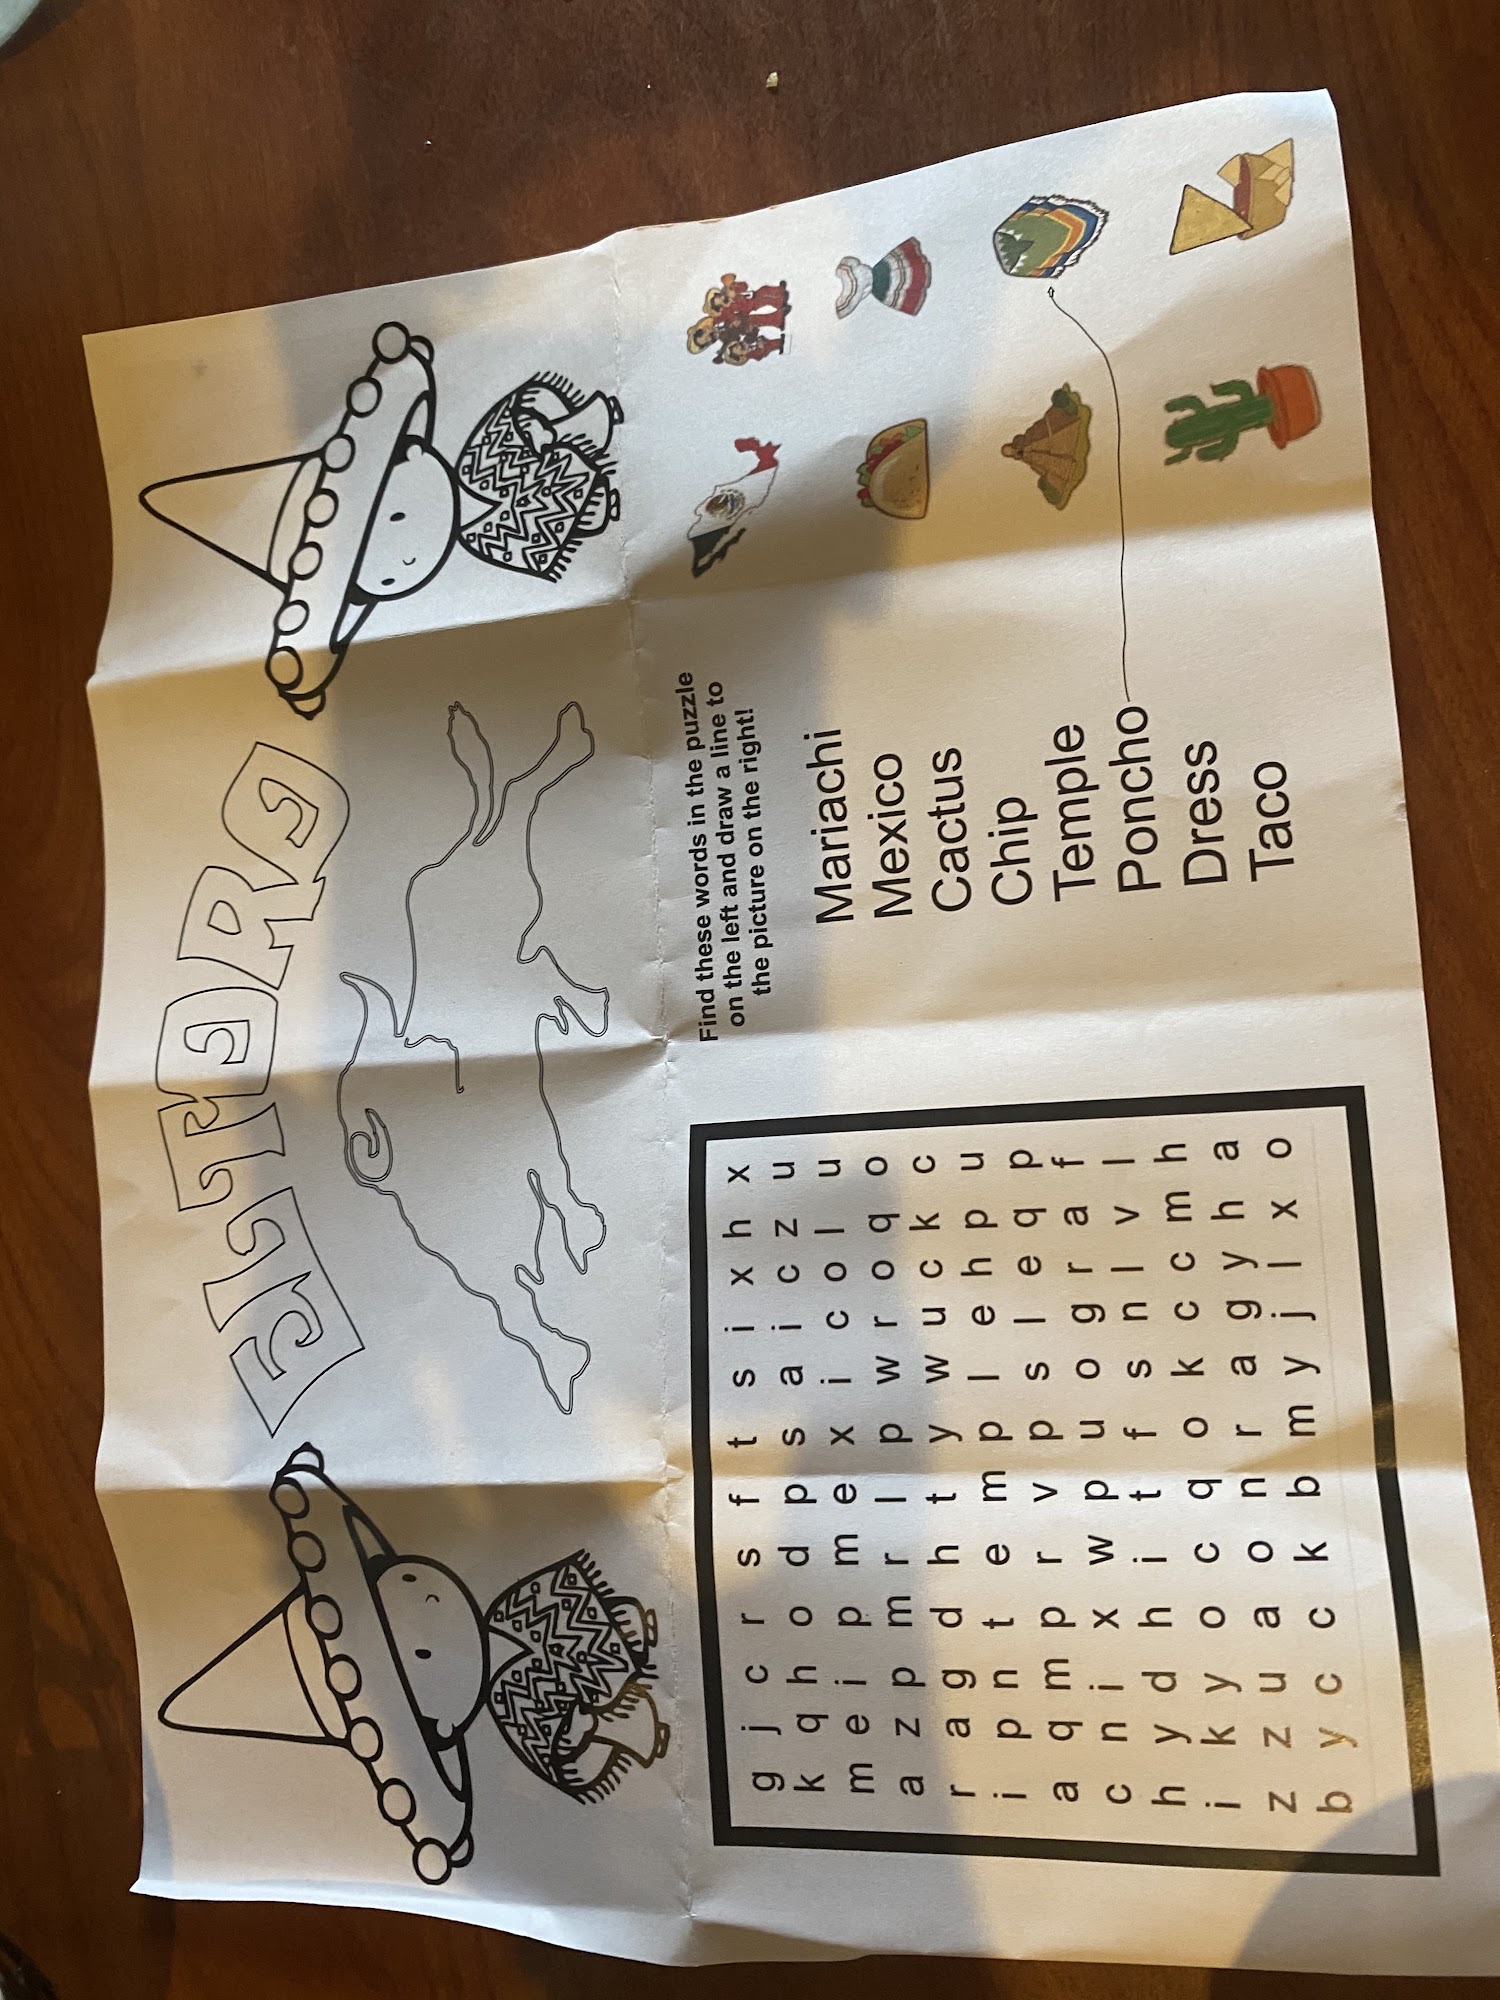 EL TORO
g j c r s f t s i x h x
k q h o d p s a i c z u
m e i p m e x i c o l u
a z p m r l p w r o q o
r a g d h t y w u c k c
i p n t e m p l e h p u
a q m p r v p s l e q p
c n i x w p u o g r a f
h y d h i t f s n l v l
i k y o c q o k c c m h
z z u a o n r a g y h a
b y c c k b m y j l x o
Find these words in the puzzle
on the left and draw a line to
the picture on the right!
Mariachi
Mexico
Cactus
Chip
Temple
Poncho
Dress
Taco